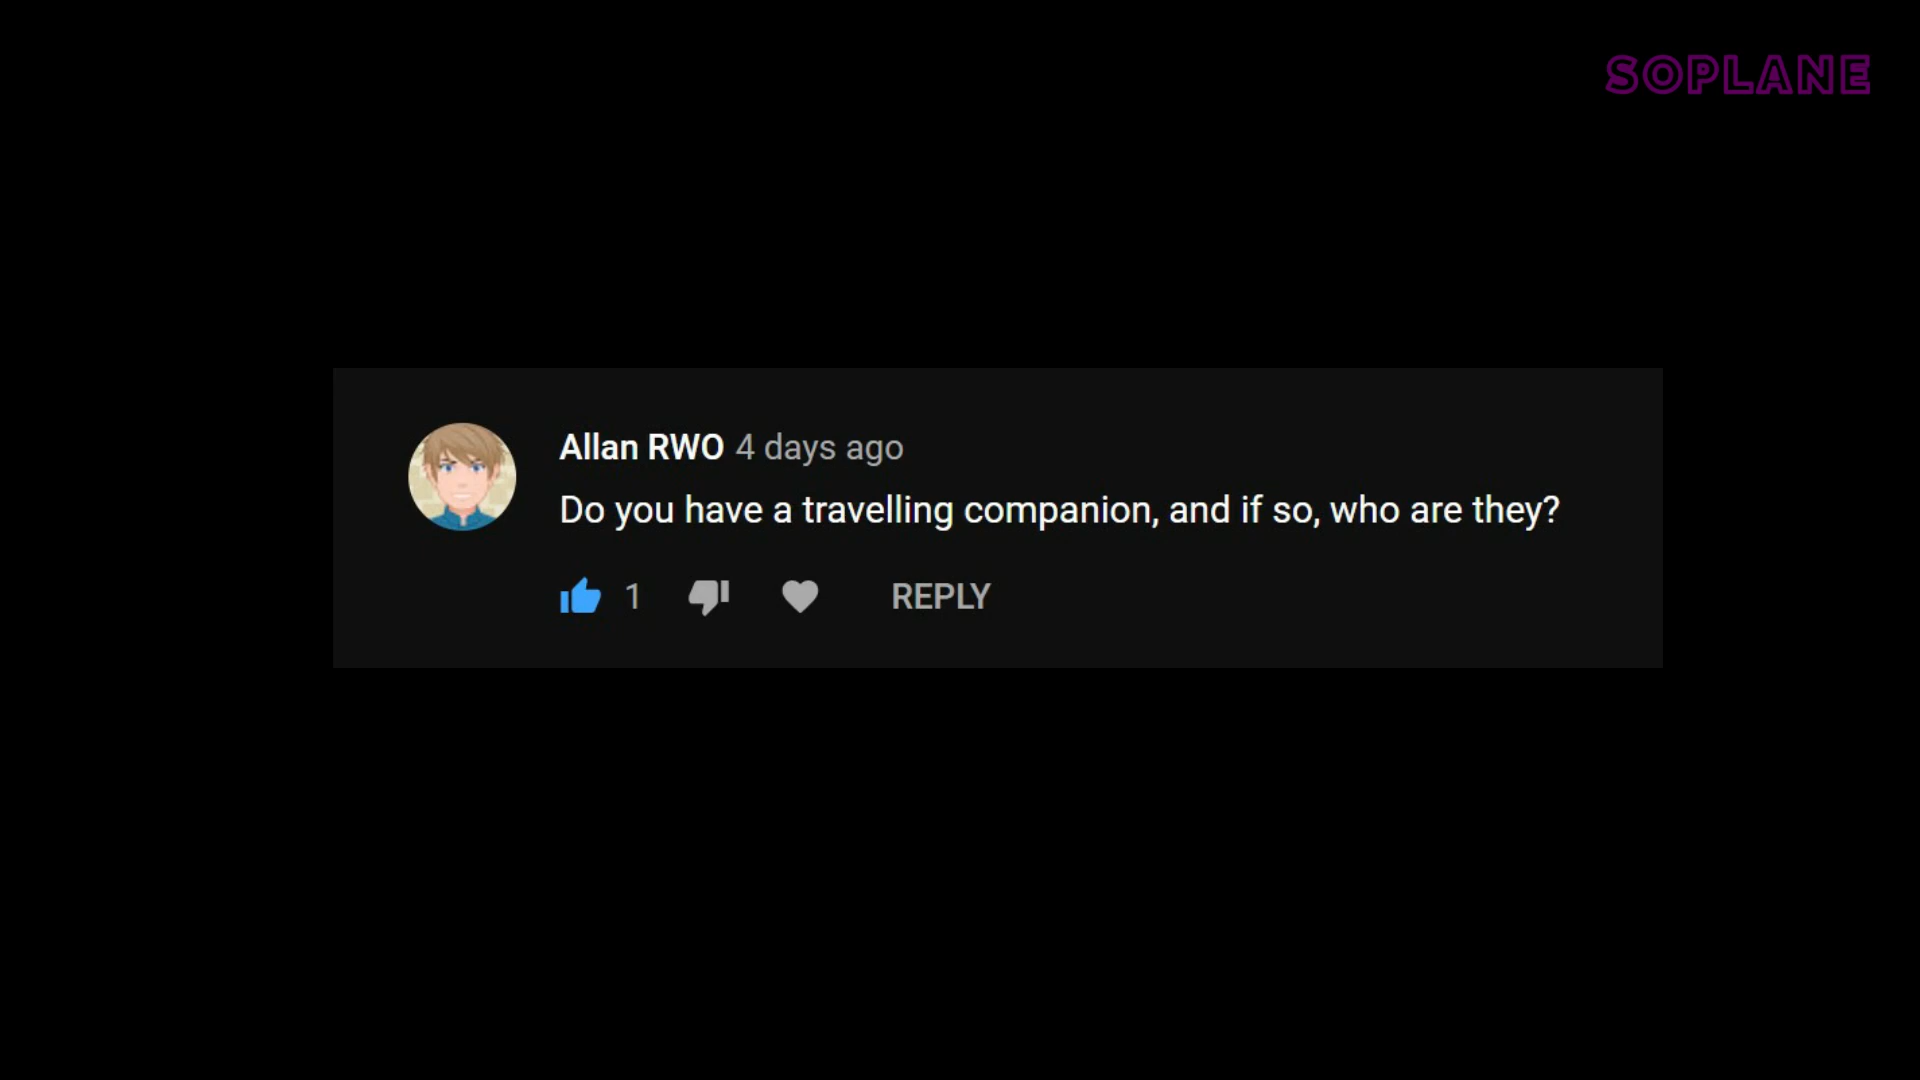 SOPLANE
Allan RWO 4 days ago
Do you have a travelling companion, and if so, who are they?
1 REPLY